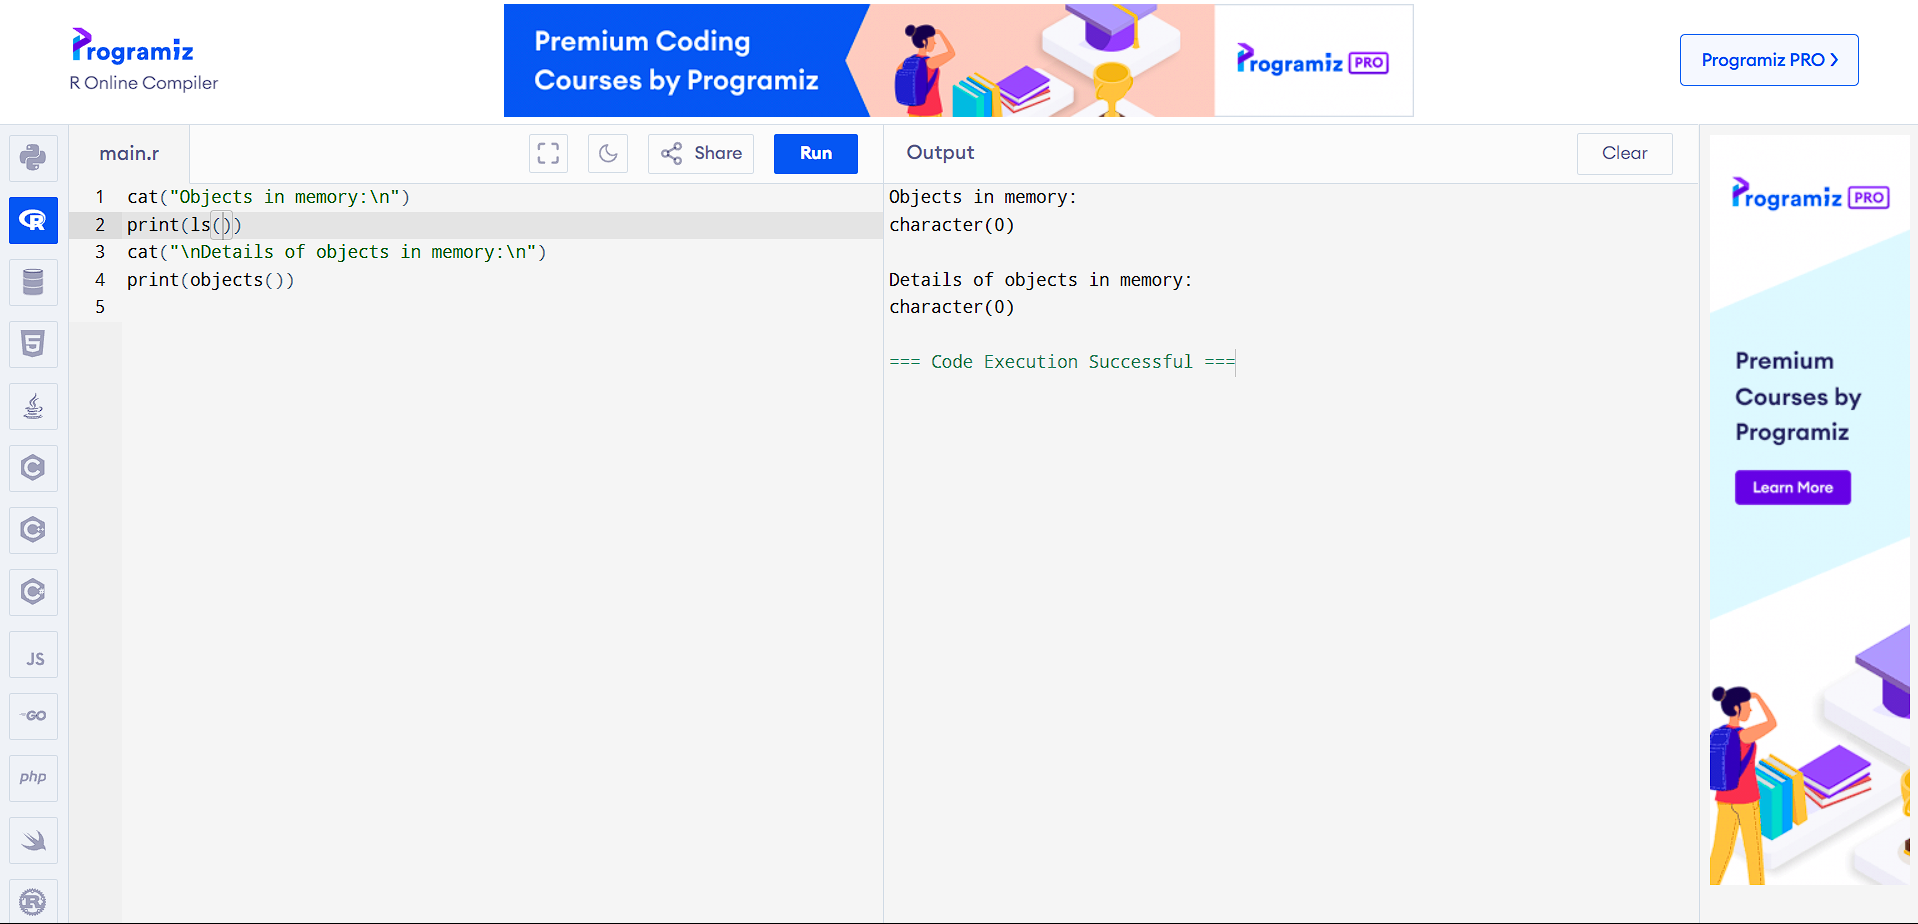 Programiz
R Online Compiler
Premium Coding
Courses by Programiz
Programiz PRO
Programiz PRO
main.r
Share
Run
Output
Clear
1 cat("Objects in memory:\n")
2 print(ls())
3 cat("\nDetails of objects in memory:\n")
4 print(objects())
5
Objects in memory:
character(0)
Details of objects in memory:
character(0)
=== Code Execution Successful ===
R
5
C
C
C
JS
GO
php
R
Programiz PRO
Premium
Courses by
Programiz
Learn More